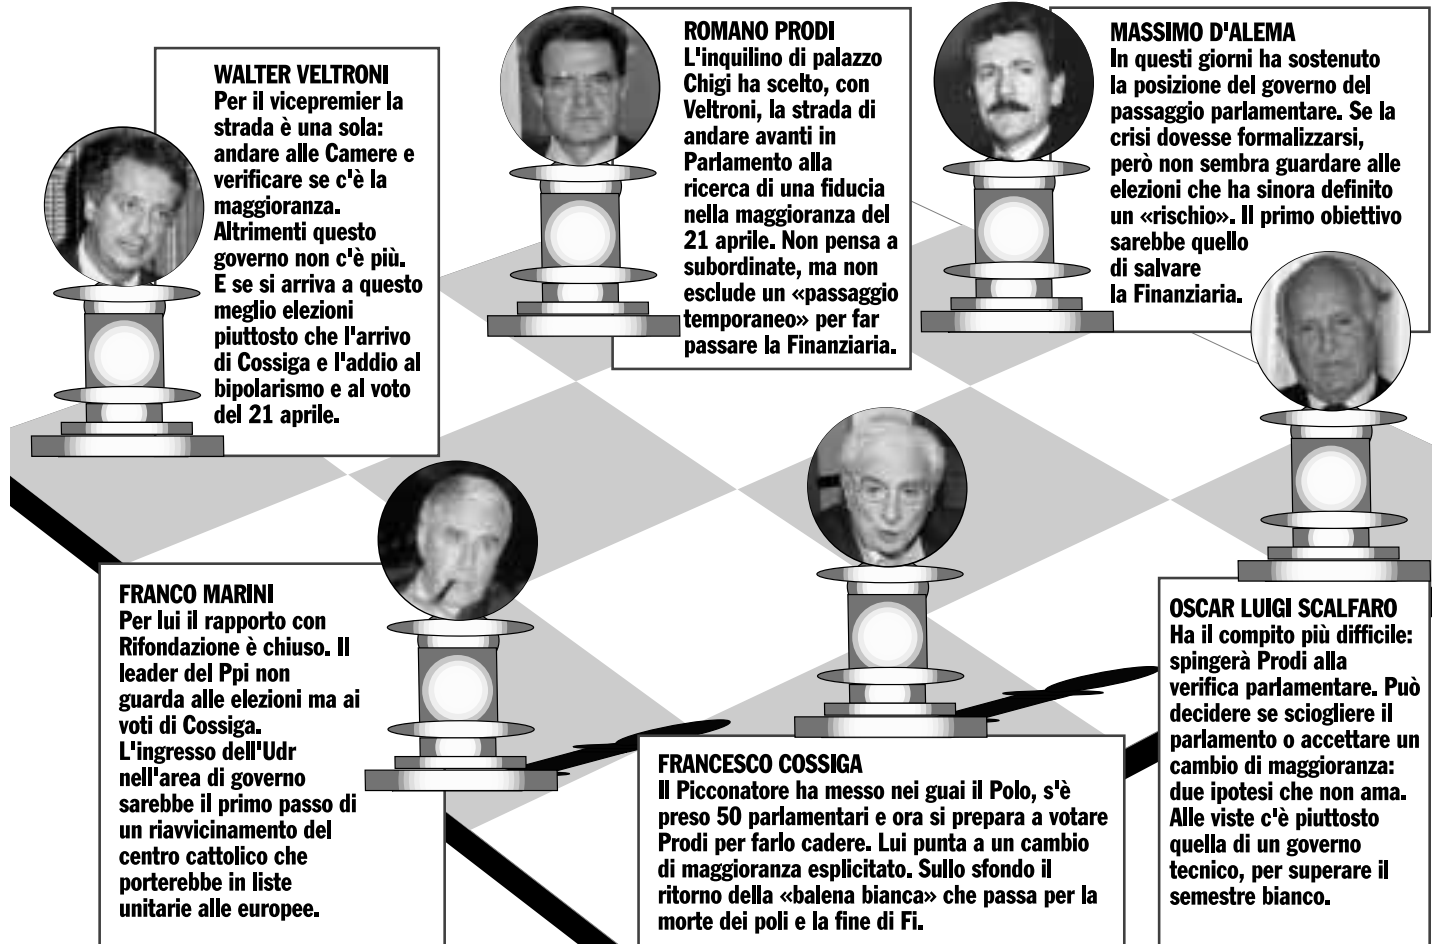 WALTER VELTRONI
Per il vicepremier la
strada è una sola:
andare alle Camere e
verificare se c'è la
maggioranza.
Altrimenti questo
governo non c'è più.
E se si arriva a questo
meglio elezioni
piuttosto che l'arrivo
di Cossiga e l'addio al
bipolarismo e al voto
del 21 aprile.
ROMANO PRODI
L'inquilino di palazzo
Chigi ha scelto, con
Veltroni, la strada di
andare avanti in
Parlamento alla
ricerca di una fiducia
nella maggioranza del
21 aprile. Non pensa a
subordinate, ma non
esclude un «passaggio
temporaneo» per far
passare la Finanziaria.
MASSIMO D'ALEMA
In questi giorni ha sostenuto
la posizione del governo del
passaggio parlamentare. Se la
crisi dovesse formalizzarsi,
però non sembra guardare alle
elezioni che ha sinora definito
un «rischio». Il primo obiettivo
sarebbe quello
di salvare
la Finanziaria.
FRANCO MARINI
Per lui il rapporto con
Rifondazione è chiuso. Il
leader del Ppi non
guarda alle elezioni ma ai
voti di Cossiga.
L'ingresso dell'Udr
nell'area di governo
sarebbe il primo passo di
un riavvicinamento del
centro cattolico che
porterebbe in liste
unitarie alle europee.
FRANCESCO COSSIGA
Il Picconatore ha messo nei guai il Polo, s'è
preso 50 parlamentari e ora si prepara a votare
Prodi per farlo cadere. Lui punta a un cambio
di maggioranza esplicitato. Sullo sfondo il
ritorno della «balena bianca» che passa per la
morte dei poli e la fine di Fi.
OSCAR LUIGI SCALFARO
Ha il compito più difficile:
spingerà Prodi alla
verifica parlamentare. Può
decidere se sciogliere il
parlamento o accettare un
cambio di maggioranza:
due ipotesi che non ama.
Alle viste c'è piuttosto
quella di un governo
tecnico, per superare il
semestre bianco.